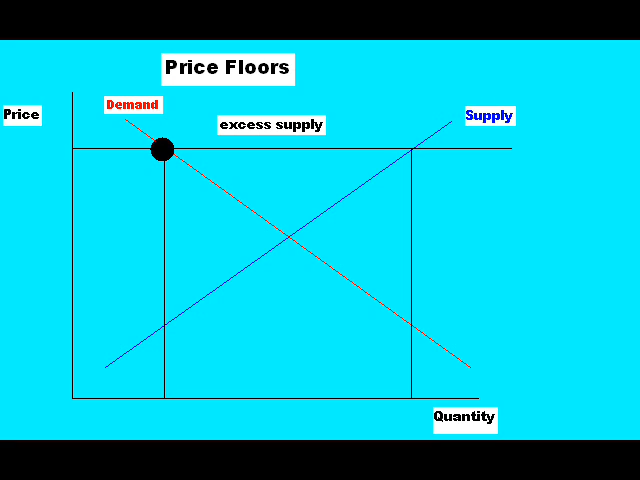 Price Floors
Demand
Price
Supply
excess supply
Quantity